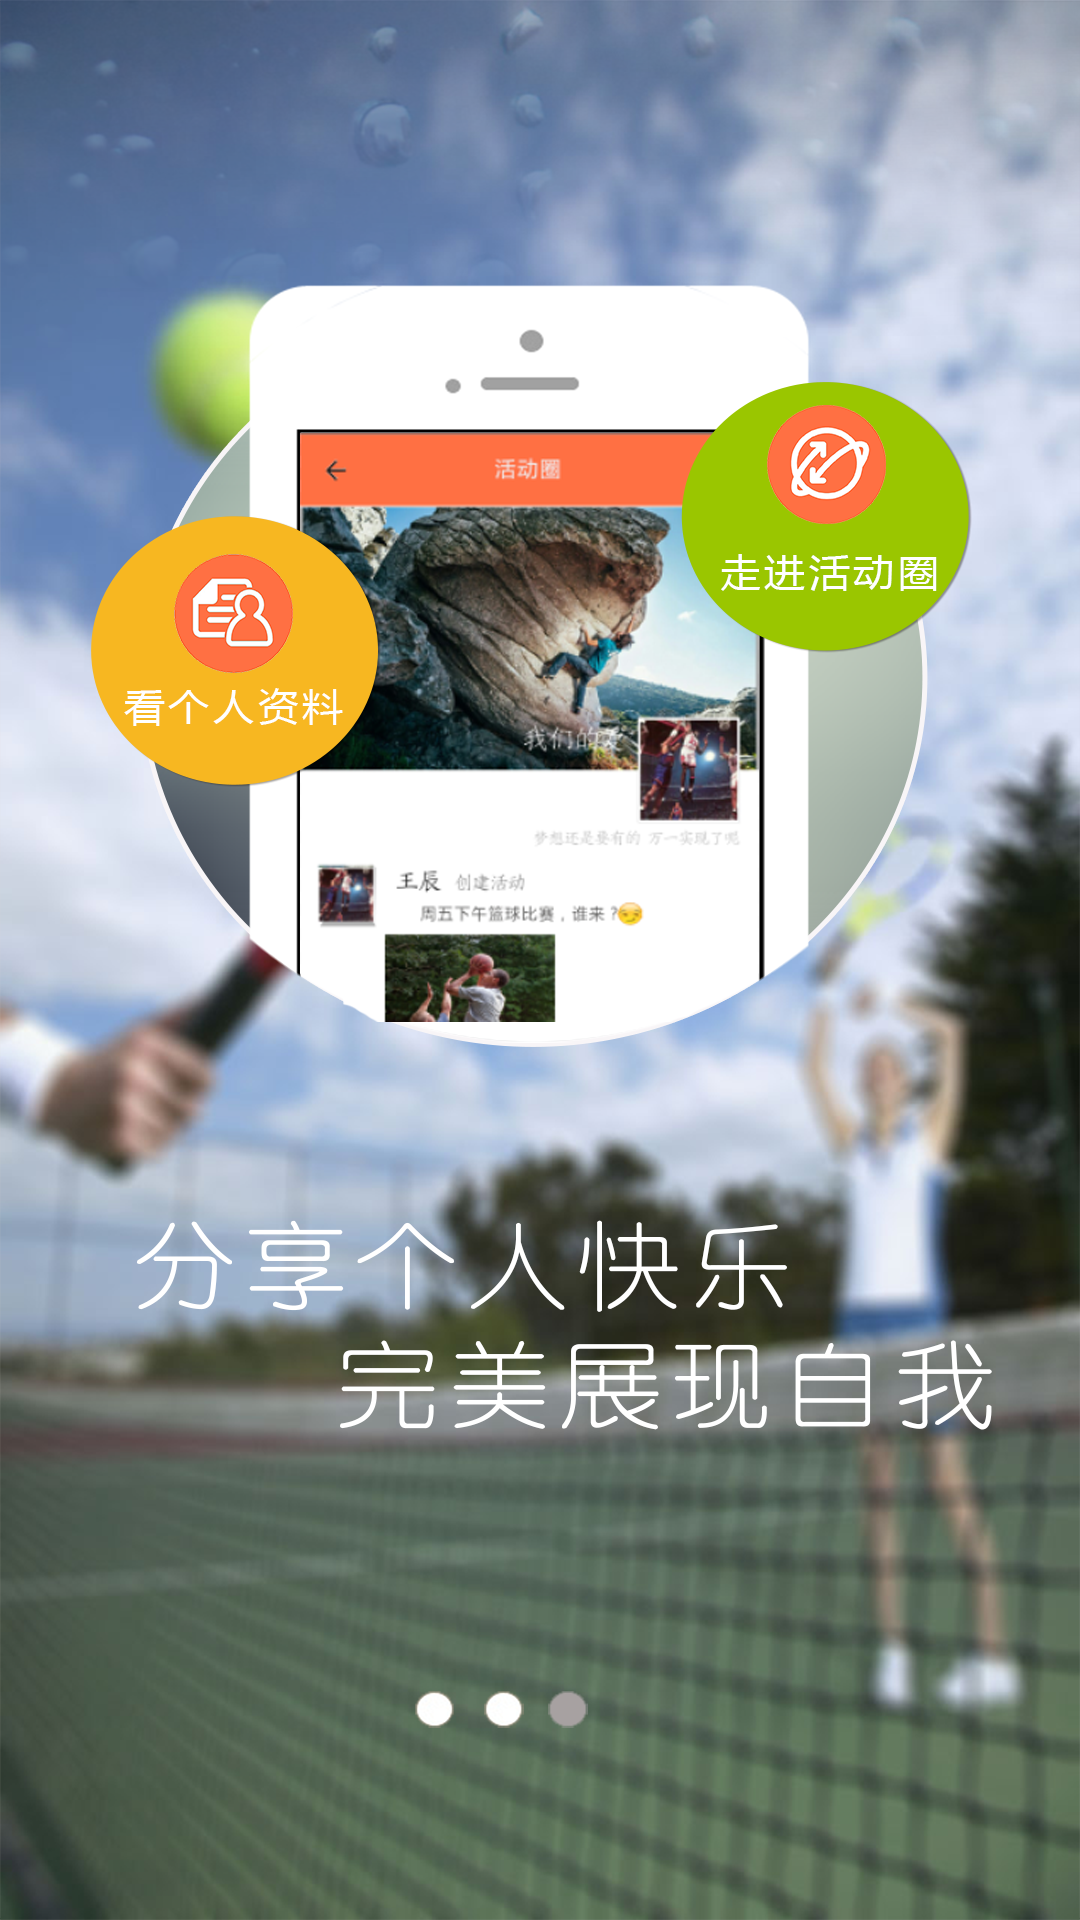 活动圈
走进活动圈
看个人资料
我们的爱
梦想还是要有的 万一实现了呢
王辰 创建活动
周五下午篮球比赛，谁来？
分享个人快乐
完美展现自我